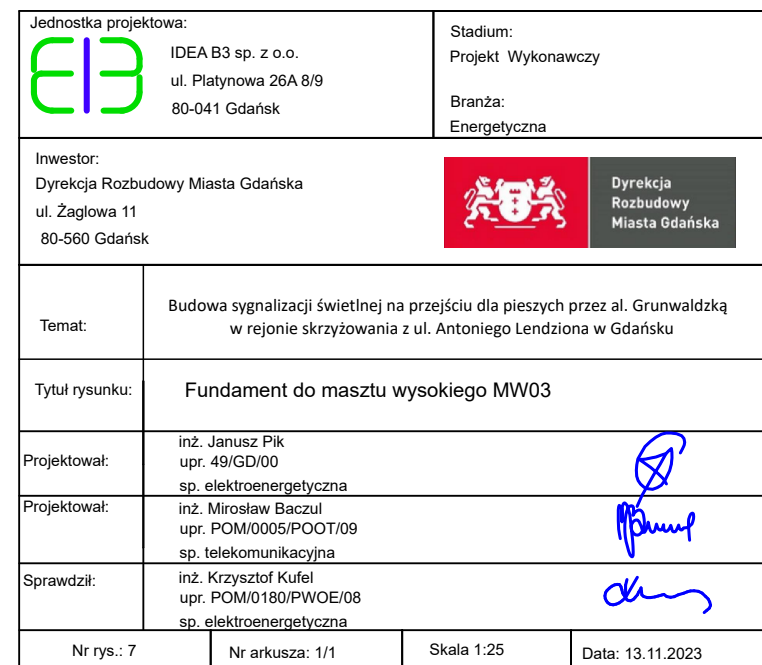 Jednostka projektowa:
IDEA B3 sp. z o.o.
ul. Platynowa 26A 8/9
80-041 Gdańsk
Stadium:
Projekt Wykonawczy
Branża:
Energetyczna
Inwestor:
Dyrekcja Rozbudowy Miasta Gdańska
ul. Żaglowa 11
80-560 Gdańsk
Dyrekcja
Rozbudowy
Miasta Gdańska
Temat:
Budowa sygnalizacji świetlnej na przejściu dla pieszych przez al. Grunwaldzką
w rejonie skrzyżowania z ul. Antoniego Lendziona w Gdańsku
Tytuł rysunku:
Fundament do masztu wysokiego MW03
Projektował:
inż. Janusz Pik
upr. 49/GD/00
sp. elektroenergetyczna
Projektował:
inż. Mirosław Baczul
upr. POM/0005/POOT/09
sp. telekomunikacyjna
Sprawdził:
inż. Krzysztof Kufel
upr. POM/0180/PWOE/08
sp. elektroenergetyczna
Nr rys.: 7
Nr arkusza: 1/1
Skala 1:25
Data: 13.11.2023